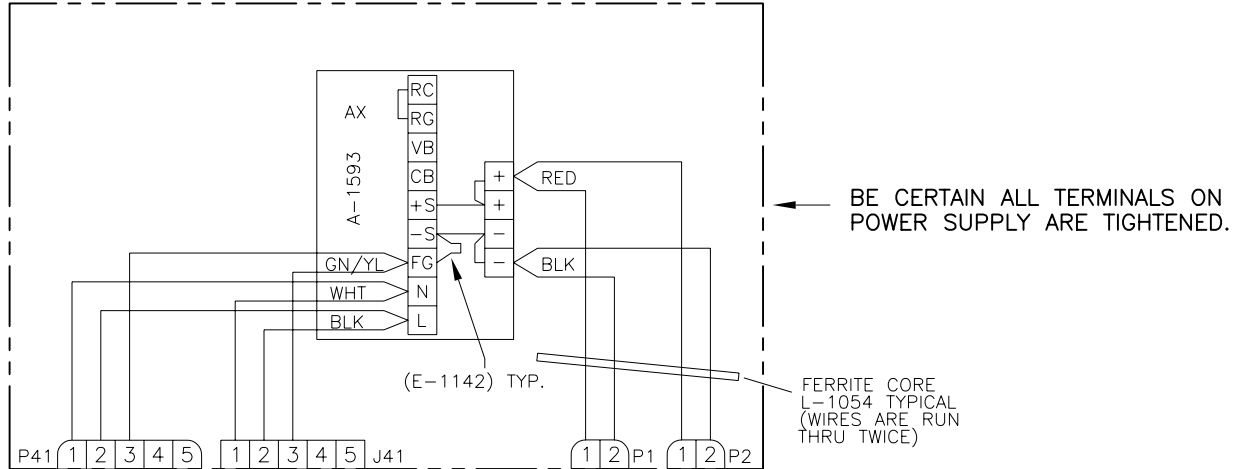 RC
AX
RG
VB
A-1593
CB
+
RED
+S
+
BE CERTAIN ALL TERMINALS ON
POWER SUPPLY ARE TIGHTENED.
-S
-
GN/YL
FG
-
BLK
WHT
N
BLK
L
(E-1142) TYP.
FERRITE CORE
L-1054 TYPICAL
(WIRES ARE RUN
THRU TWICE)
P41 1 2 3 4 5
1 2 3 4 5 J41
1 2 P1
1 2 P2